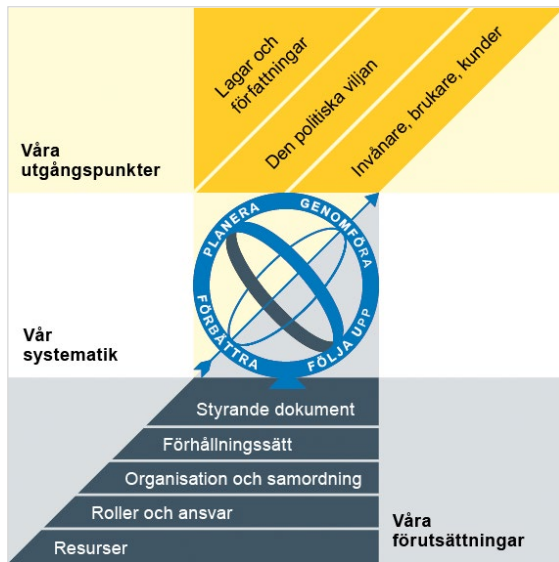 Lagar och
författningar
Den politiska viljan
Invånare, brukare, kunder
Våra
utgångspunkter
PLANERA
GENOMFÖRA
FÖLJA UPP
FÖRBÄTTRA
Vår
systematik
Styrande dokument
Förhållningssätt
Organisation och samordning
Roller och ansvar
Resurser
Våra
förutsättningar